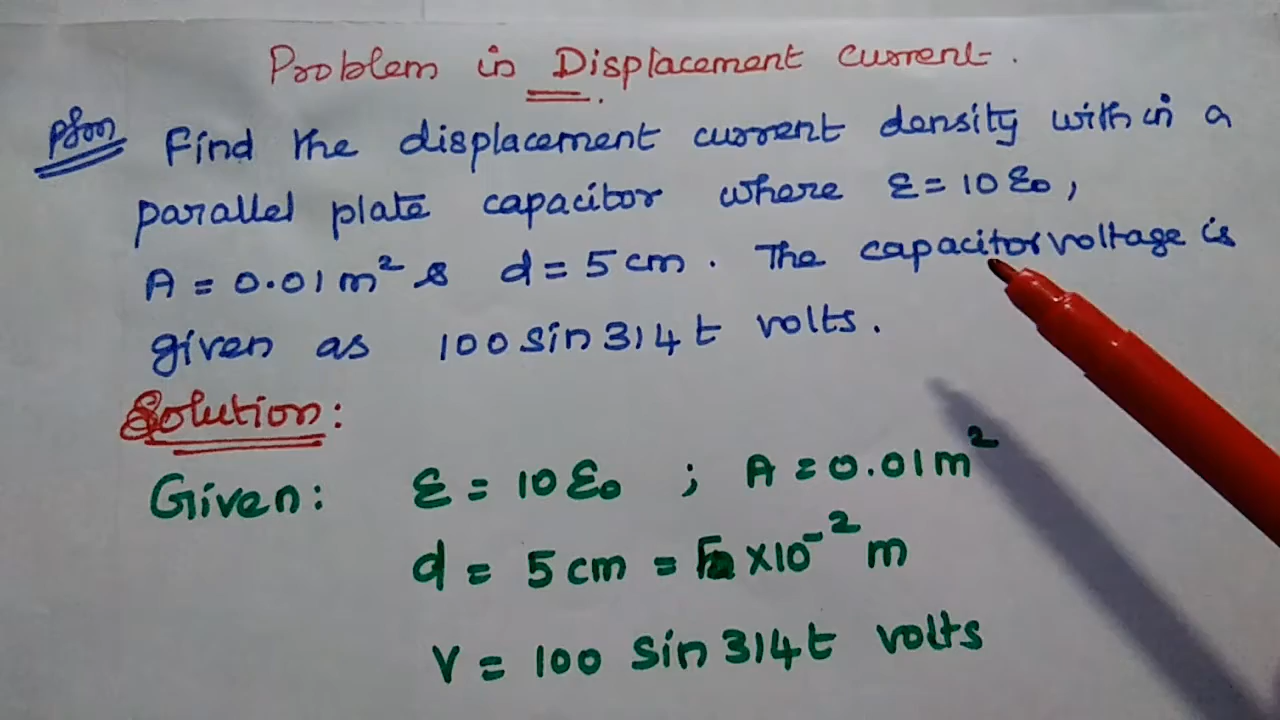 Problem in Displacement Current.
Pbm Find the displacement current density with in a
parallel plate capacitor where ε = 10 ε₀,
A = 0.01 m² & d = 5 cm. The capacitor voltage is
given as 100 sin 314 t volts.
Solution:
Given: ε = 10 ε₀ ; A = 0.01 m²
d = 5 cm = 5 × 10⁻² m
V = 100 sin 314 t volts